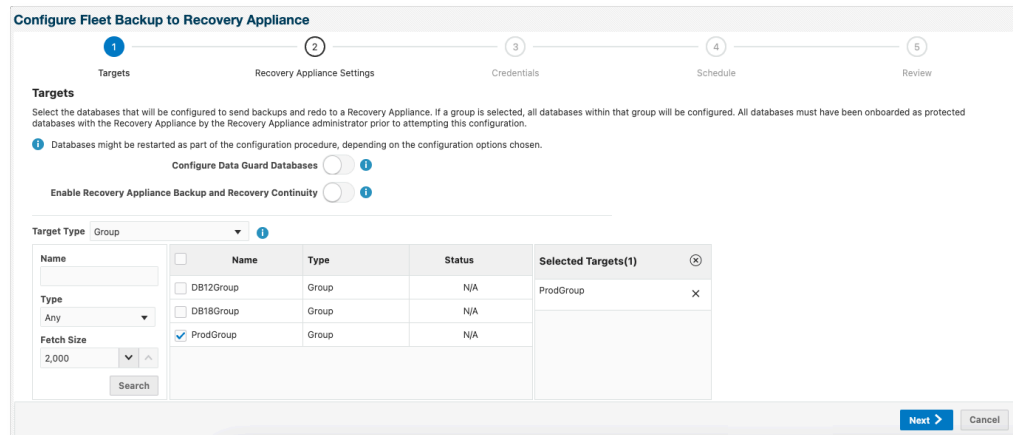 Configure Fleet Backup to Recovery Appliance
1 2 3 4 5
Targets Recovery Appliance Settings Credentials Schedule Review
Targets
Select the databases that will be configured to send backups and redo to a Recovery Appliance. If a group is selected, all databases within that group will be configured. All databases must have been onboarded as protected
databases with the Recovery Appliance by the Recovery Appliance administrator prior to attempting this configuration.
i Databases might be restarted as part of the configuration procedure, depending on the configuration options chosen.
Configure Data Guard Databases i
Enable Recovery Appliance Backup and Recovery Continuity i
Target Type Group i
Name
Type
Any
Fetch Size
2,000
Search
Name Type Status
DB12Group Group N/A
DB18Group Group N/A
ProdGroup Group N/A
Selected Targets(1)
ProdGroup
Next Cancel